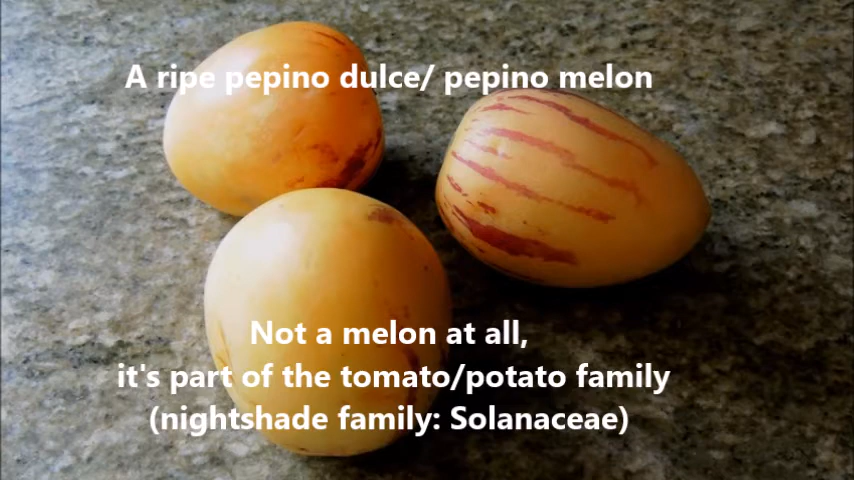 A ripe pepino dulce/ pepino melon
Not a melon at all,
it's part of the tomato/potato family
(nightshade family: Solanaceae)